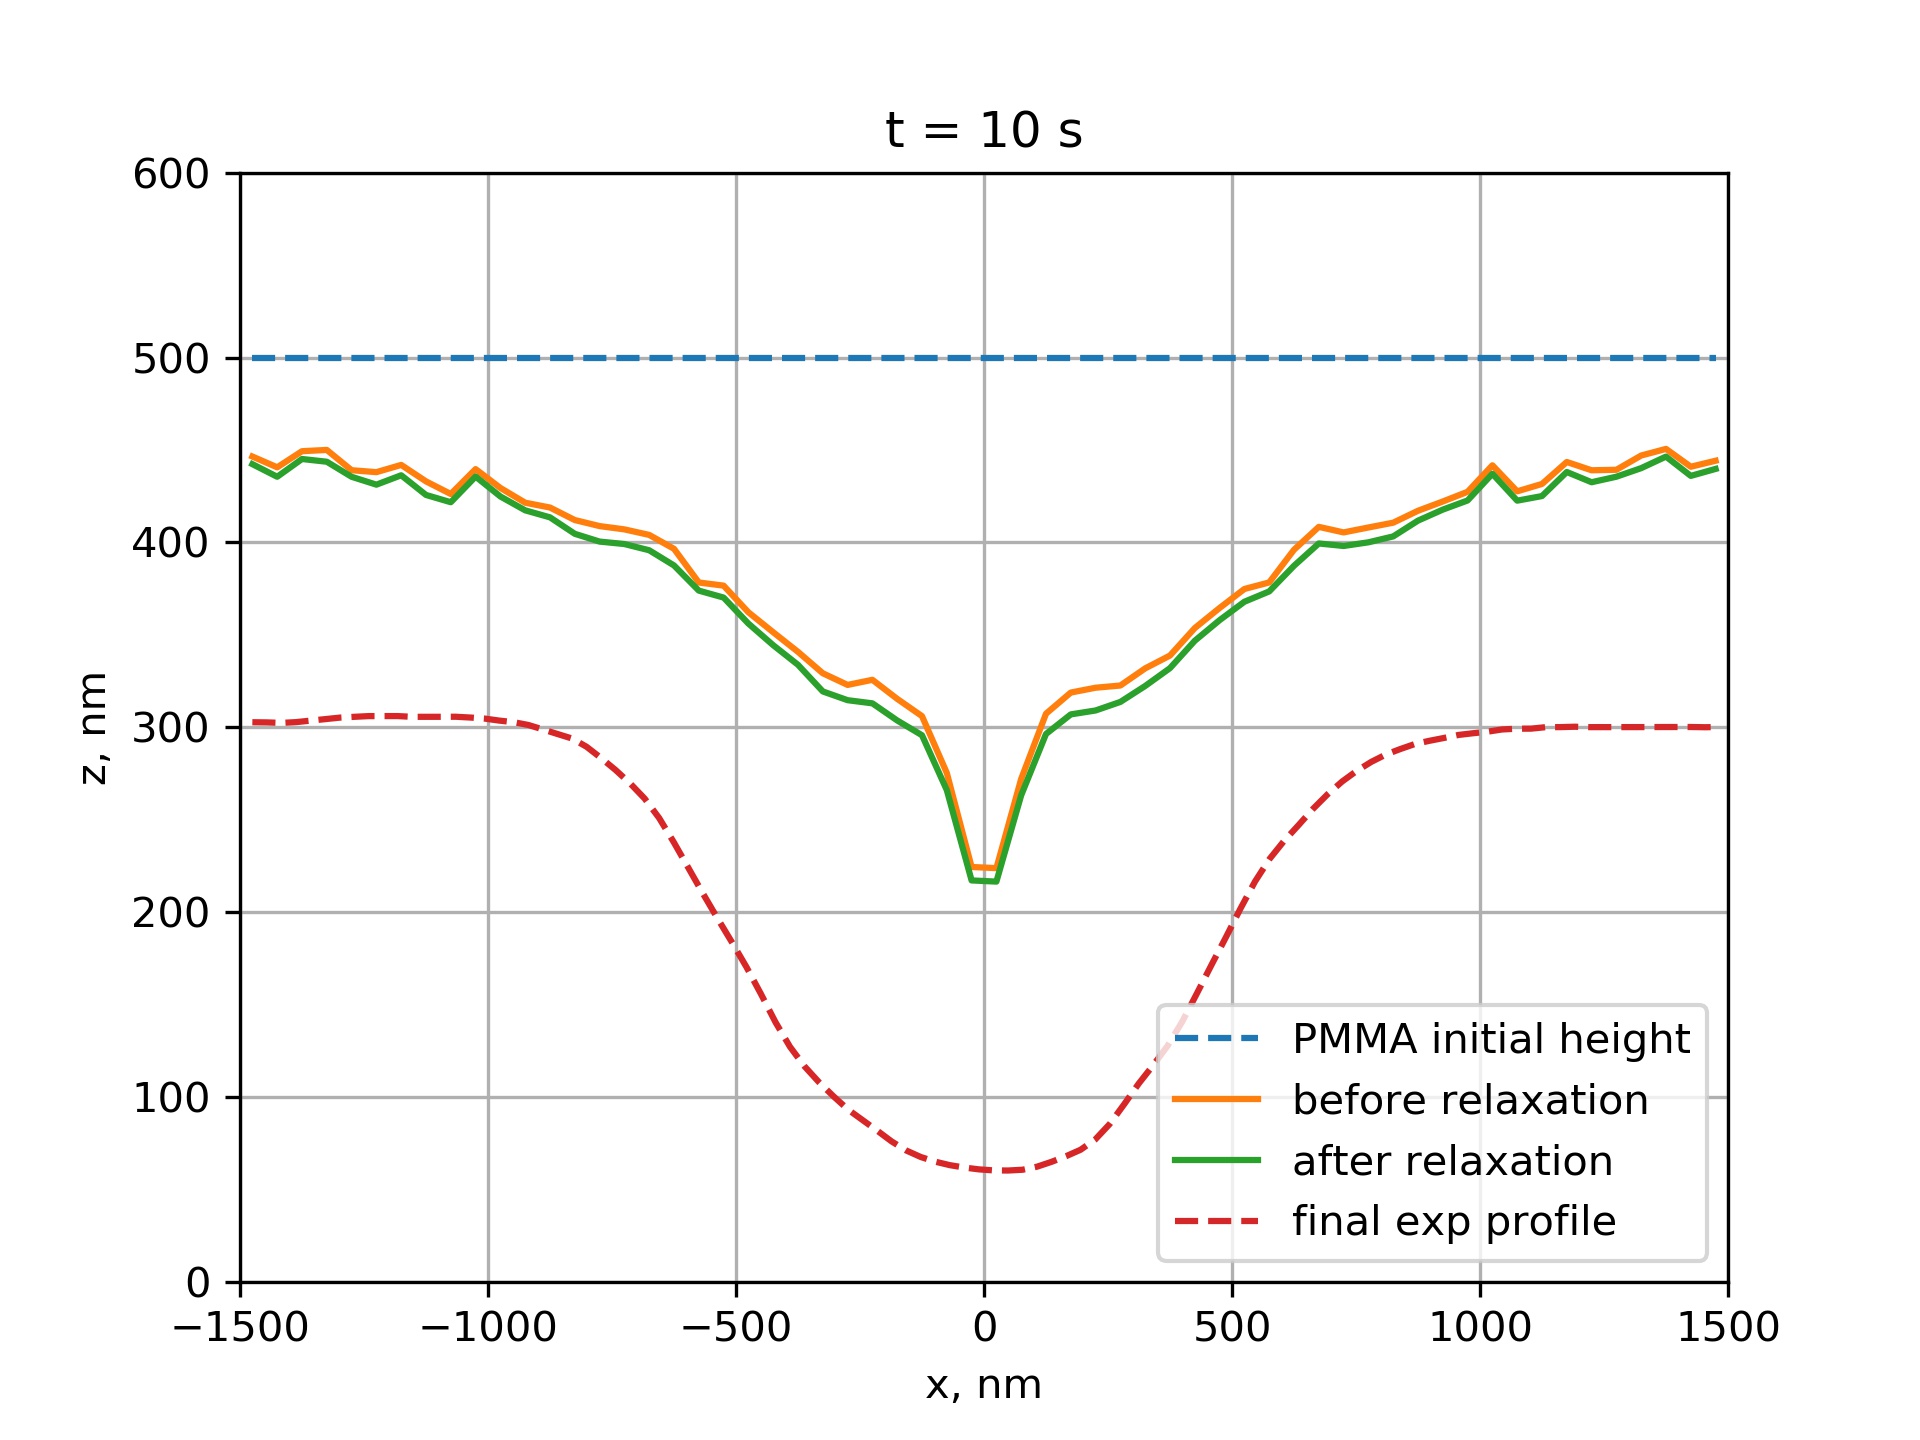 t = 10 s
600
500
400
300
200
100
0
z, nm
−1500 −1000 −500 0 500 1000 1500
x, nm
PMMA initial height
before relaxation
after relaxation
final exp profile